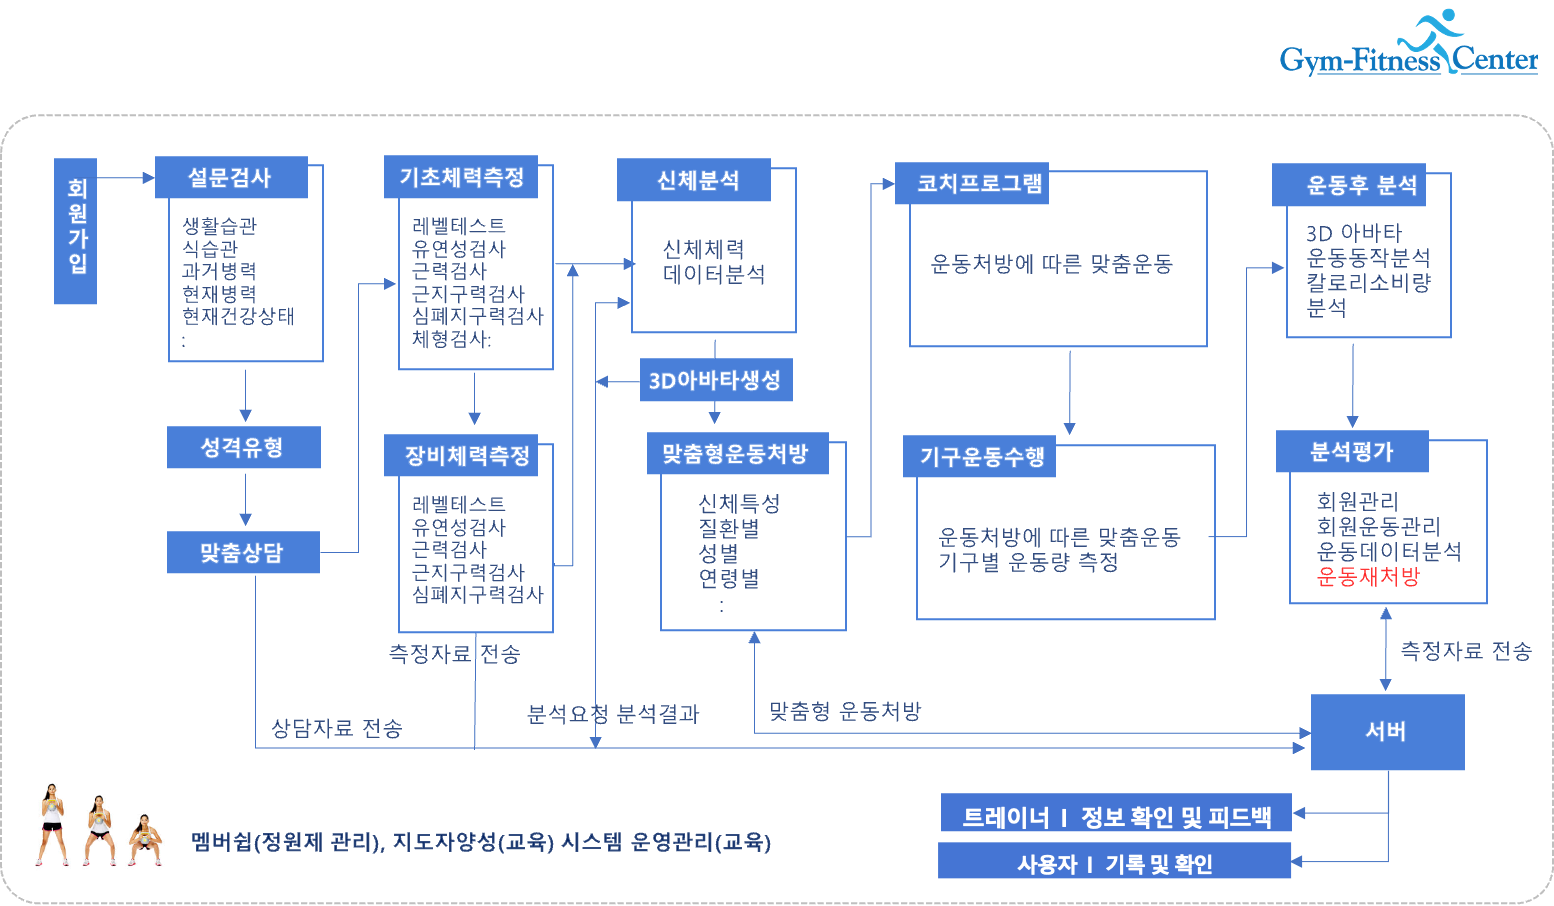 Gym-Fitness Center
회원가입
설문검사
생활습관
식습관
과거병력
현재병력
현재건강상태
:
성격유형
맞춤상담
기초체력측정
레벨테스트
유연성검사
근력검사
근지구력검사
심폐지구력검사
체형검사:
장비체력측정
레벨테스트
유연성검사
근력검사
근지구력검사
심폐지구력검사
측정자료 전송
신체분석
신체체력
데이터분석
3D아바타생성
맞춤형운동처방
신체특성
질환별
성별
연령별
:
코치프로그램
운동처방에 따른 맞춤운동
기구운동수행
운동처방에 따른 맞춤운동
기구별 운동량 측정
운동후 분석
3D 아바타
운동동작분석
칼로리소비량
분석
분석평가
회원관리
회원운동관리
운동데이터분석
운동재처방
측정자료 전송
상담자료 전송
분석요청 분석결과
맞춤형 운동처방
서버
트레이너 ㅣ 정보 확인 및 피드백
사용자 ㅣ 기록 및 확인
멤버쉽(정원제 관리), 지도자양성(교육) 시스템 운영관리(교육)